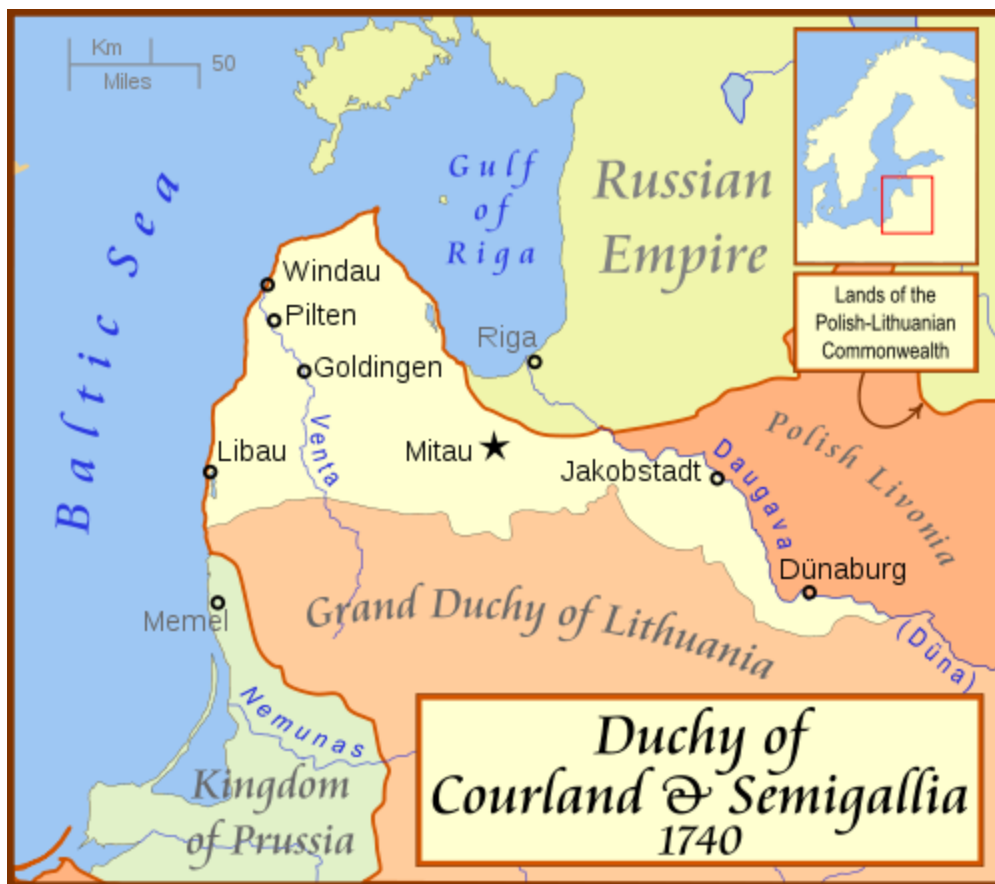 Km
50
Miles
Baltic Sea
Gulf
of
Riga
Russian
Empire
Lands of the
Polish-Lithuanian
Commonwealth
Windau
Pilten
Riga
Goldingen
Venta
Libau
Mitau
Jakobstadt
Daugava
Polish Livonia
Dünaburg
(Düna)
Memel
Grand Duchy of Lithuania
Nemunas
Kingdom
of Prussia
Duchy of
Courland & Semigallia
1740